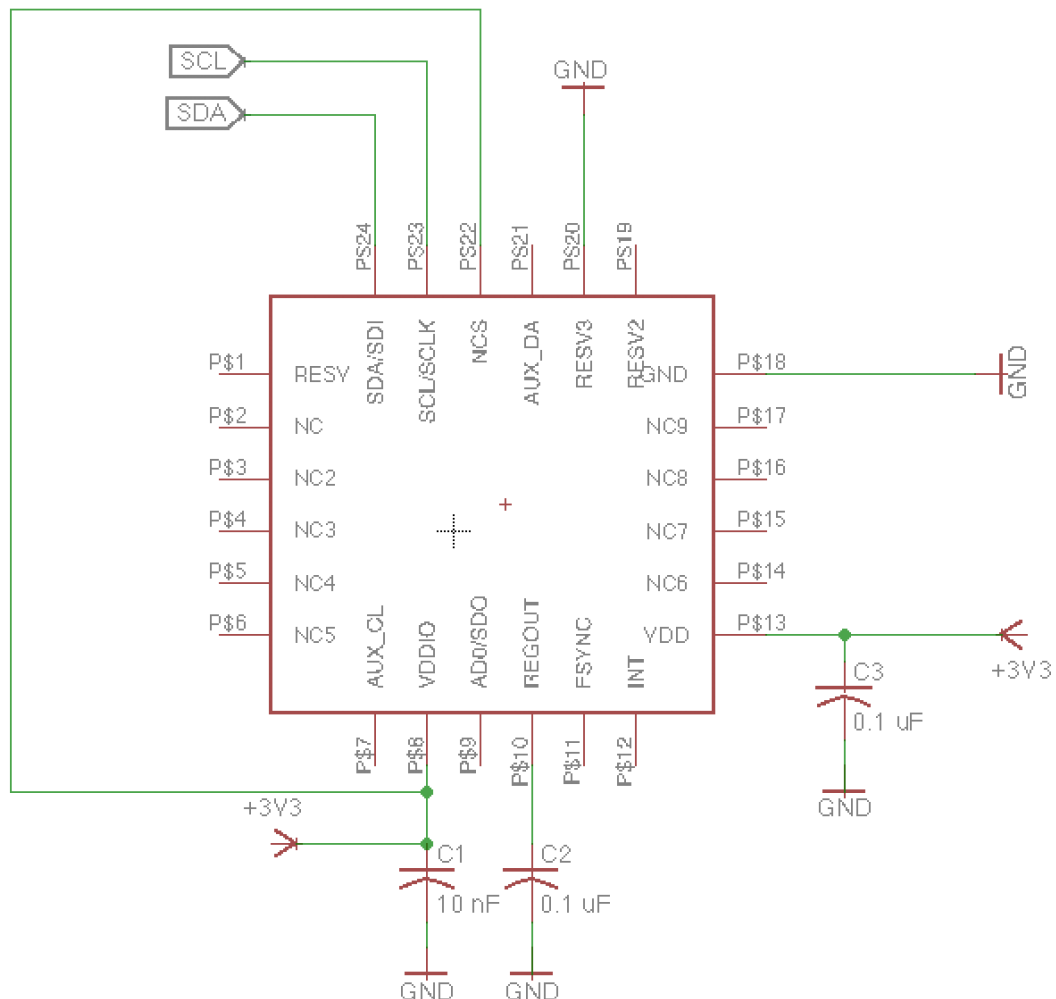 SCL
GND
SDA
PS24
PS23
PS22
PS21
PS20
PS19
SDA/SDI
SCL/SCLK
NCS
AUX_DA
RESV3
RESV2
P$1
RESV
GND
P$18
GND
P$2
NC
NC9
P$17
P$3
NC2
NC8
P$16
P$4
NC3
NC7
P$15
P$5
NC4
NC6
P$14
P$6
NC5
VDD
P$13
AUX_CL
VDDIO
AD0/SDO
REGOUT
FSYNC
INT
+3V3
C3
0.1 uF
P$7
P$8
P$9
P$10
P$11
P$12
GND
+3V3
C1
C2
10 nF
0.1 uF
GND
GND